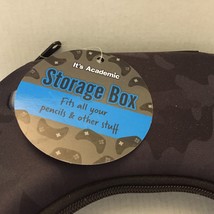 It's Academic
Storage Box
Fits all your
pencils & other stuff